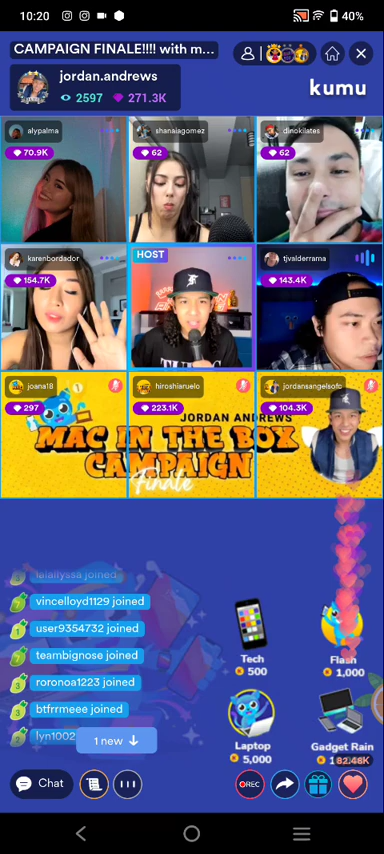 10:20
40%
CAMPAIGN FINALE!!!! with m...
jordan.andrews
2597 271.3K
kumu
alypalma
70.9K
shanaiagomez
62
dinokilates
62
karenbordador
154.7K
HOST
tjvalderrama
143.4K
joana18
297
hiroshiaruelo
223.1K
jordansangelsofc
104.3K
JORDAN ANDREWS
MAC IN THE BOX
CAMPAIGN
Finale
lalallyssa joined
vincelloyd1129 joined
user9354732 joined
teambignose joined
roronoa1223 joined
btfrrmeee joined
lyn1002
1 new
Tech
500
Flash
1,000
Laptop
5,000
Gadget Rain
82.46K
Chat
REC